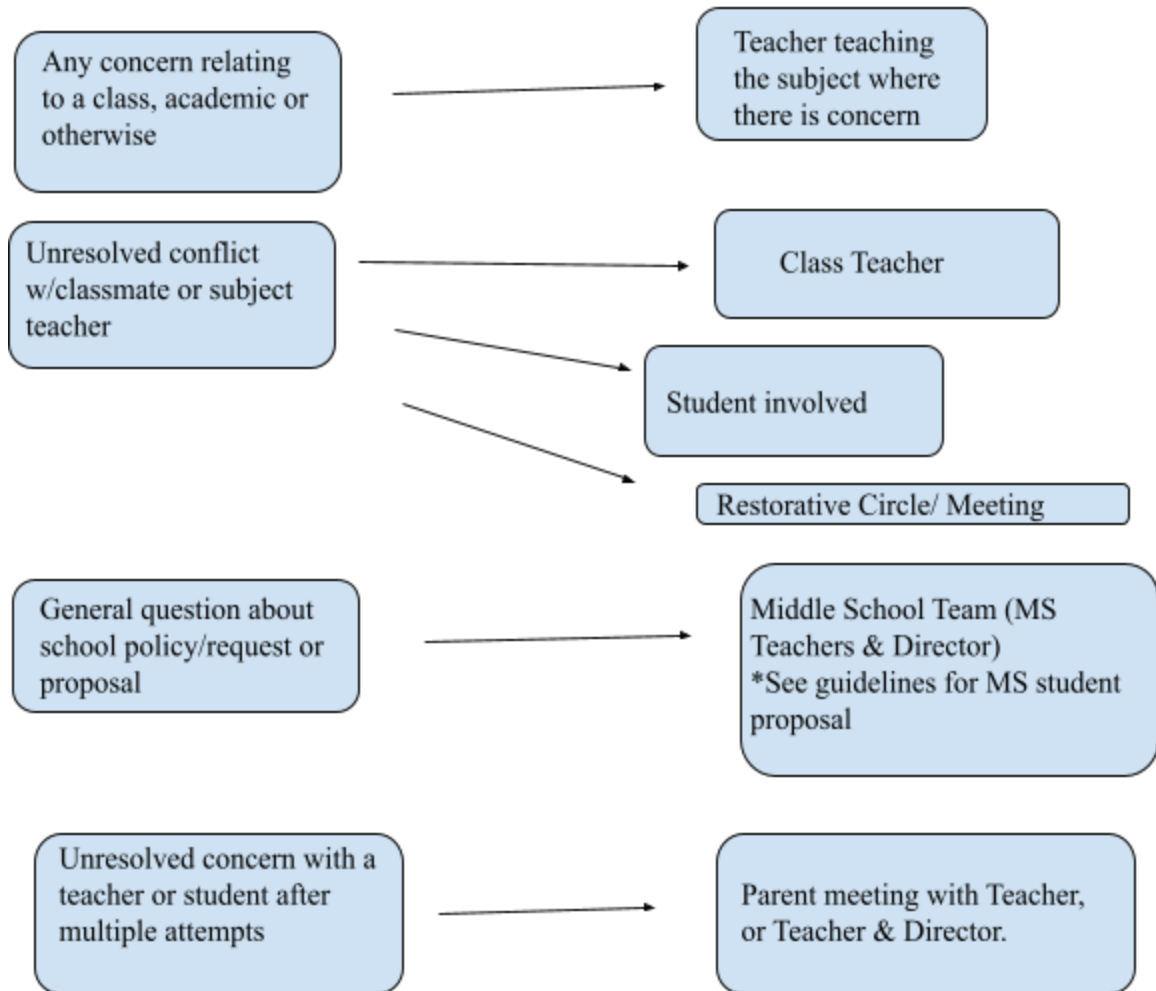 Any concern relating
to a class, academic or
otherwise
Teacher teaching
the subject where
there is concern
Unresolved conflict
w/classmate or subject
teacher
Class Teacher
Student involved
Restorative Circle/ Meeting
General question about
school policy/request or
proposal
Middle School Team (MS
Teachers & Director)
*See guidelines for MS student
proposal
Unresolved concern with a
teacher or student after
multiple attempts
Parent meeting with Teacher,
or Teacher & Director.